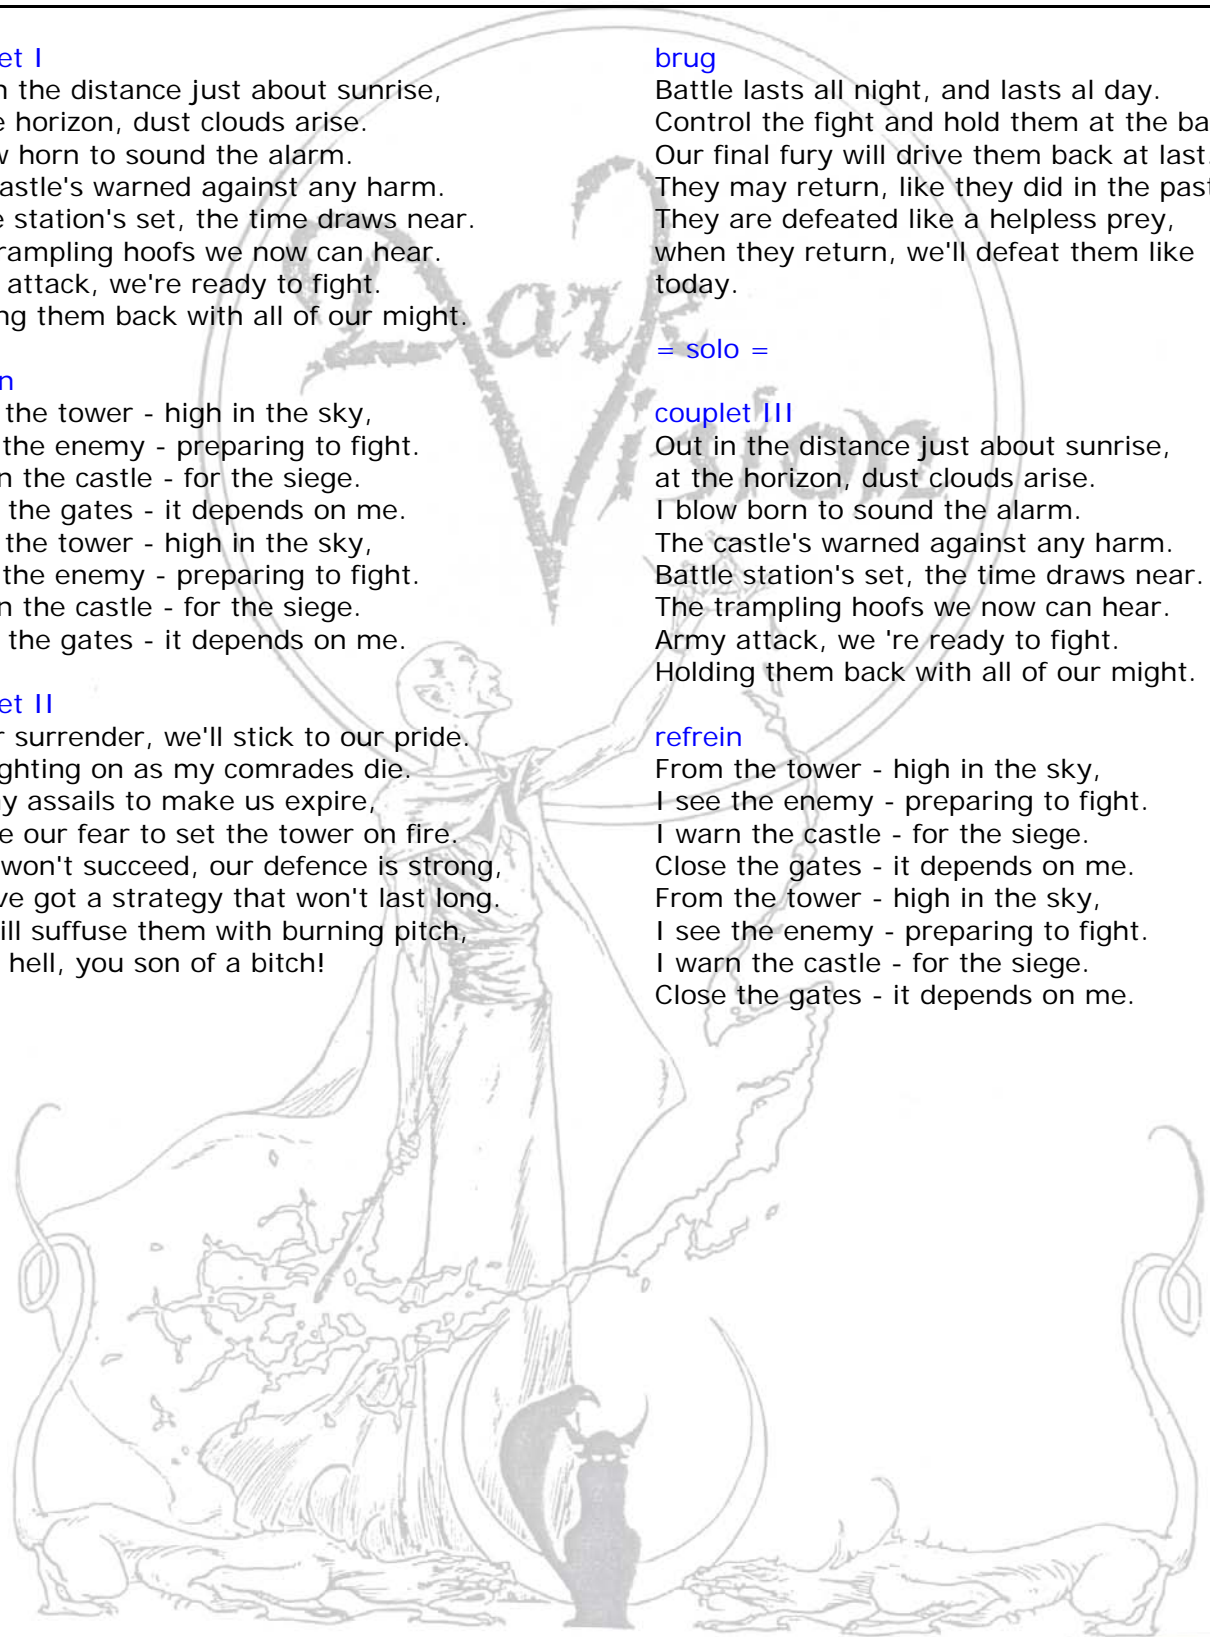 et I
n the distance just about sunrise,
e horizon, dust clouds arise.
w horn to sound the alarm.
astle's warned against any harm.
e station's set, the time draws near.
rampling hoofs we now can hear.
attack, we're ready to fight.
ng them back with all of our might.
n
the tower - high in the sky,
the enemy - preparing to fight.
n the castle - for the siege.
the gates - it depends on me.
the tower - high in the sky,
the enemy - preparing to fight.
n the castle - for the siege.
the gates - it depends on me.
et II
r surrender, we'll stick to our pride.
ghting on as my comrades die.
ny assails to make us expire,
e our fear to set the tower on fire.
won't succeed, our defence is strong,
ve got a strategy that won't last long.
ill suffuse them with burning pitch,
hell, you son of a bitch!
brug
Battle lasts all night, and lasts al day.
Control the fight and hold them at the ba
Our final fury will drive them back at last.
They may return, like they did in the past
They are defeated like a helpless prey,
when they return, we'll defeat them like
today.
= solo =
couplet III
Out in the distance just about sunrise,
at the horizon, dust clouds arise.
I blow born to sound the alarm.
The castle's warned against any harm.
Battle station's set, the time draws near.
The trampling hoofs we now can hear.
Army attack, we 're ready to fight.
Holding them back with all of our might.
refrein
From the tower - high in the sky,
I see the enemy - preparing to fight.
I warn the castle - for the siege.
Close the gates - it depends on me.
From the tower - high in the sky,
I see the enemy - preparing to fight.
I warn the castle - for the siege.
Close the gates - it depends on me.
Dark
Vision